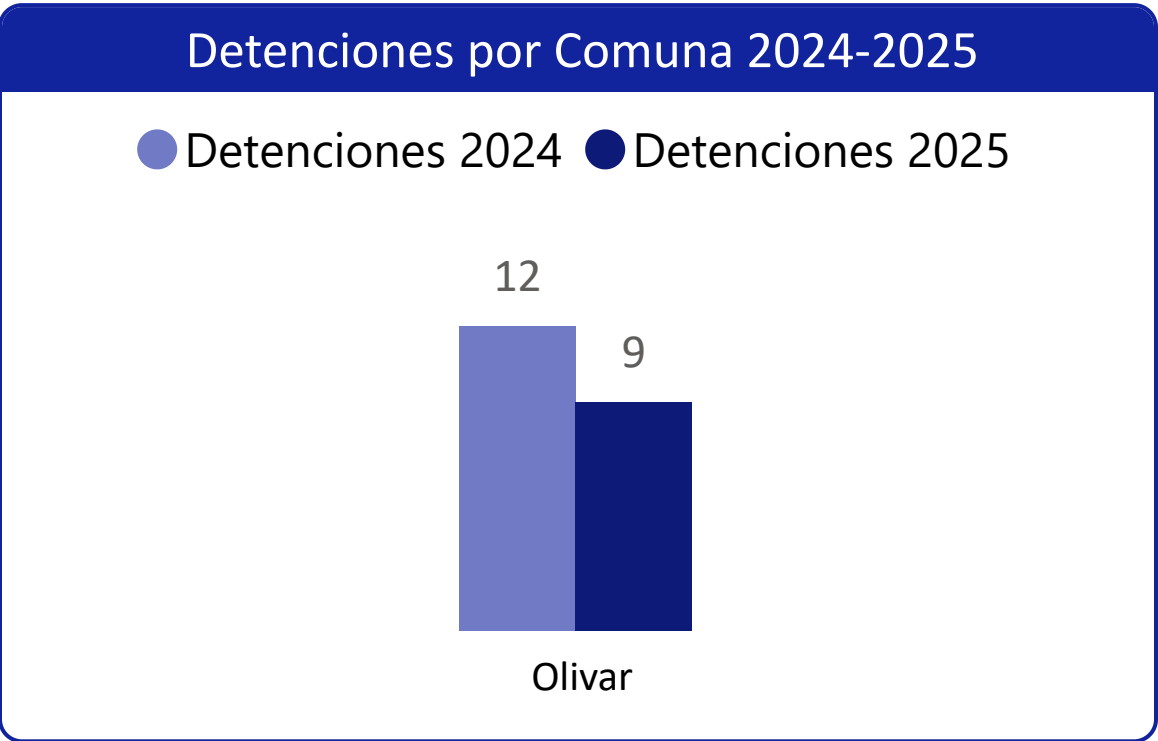 Detenciones por Comuna 2024-2025
Detenciones 2024 Detenciones 2025
12
9
Olivar